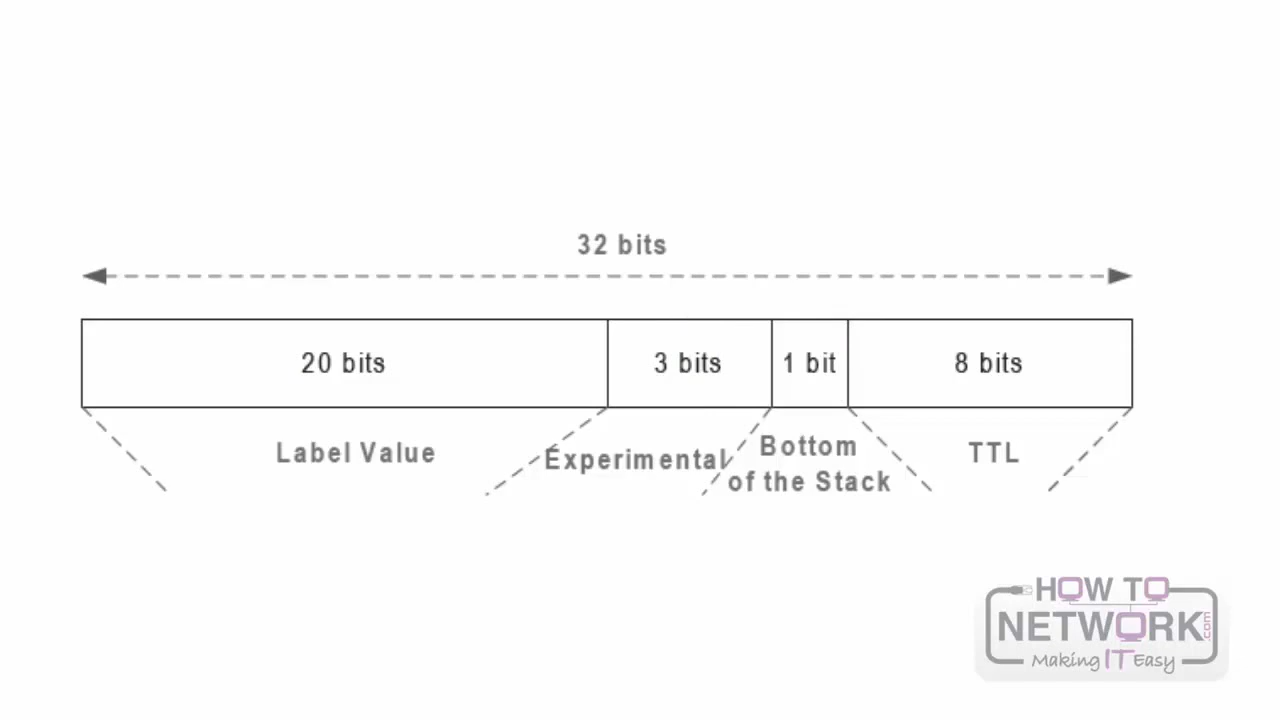 32 bits
20 bits 3 bits 1 bit 8 bits
Label Value Experimental Bottom of the Stack TTL
HOW TO
NETWORK.com
Making IT Easy